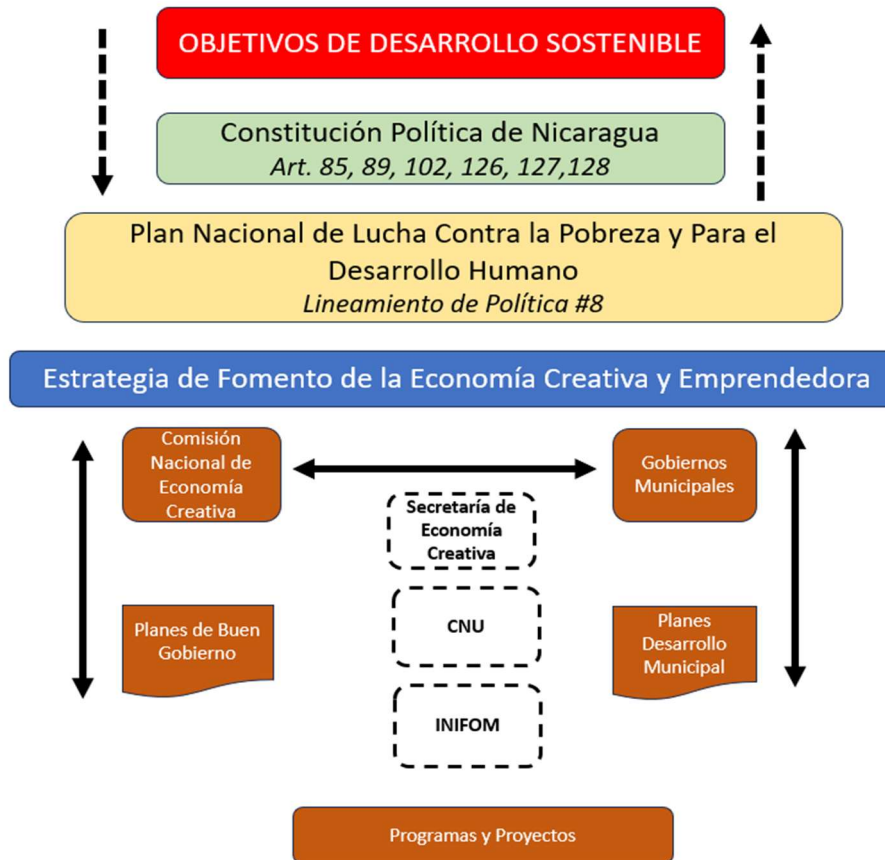 OBJETIVOS DE DESARROLLO SOSTENIBLE
Constitución Política de Nicaragua
Art. 85, 89, 102, 126, 127,128
Plan Nacional de Lucha Contra la Pobreza y Para el
Desarrollo Humano
Lineamiento de Política #8
Estrategia de Fomento de la Economía Creativa y Emprendedora
Comisión
Nacional de
Economía
Creativa
Gobiernos
Municipales
Secretaría de
Economía
Creativa
Planes de Buen
Gobierno
CNU
Planes
Desarrollo
Municipal
INIFOM
Programas y Proyectos